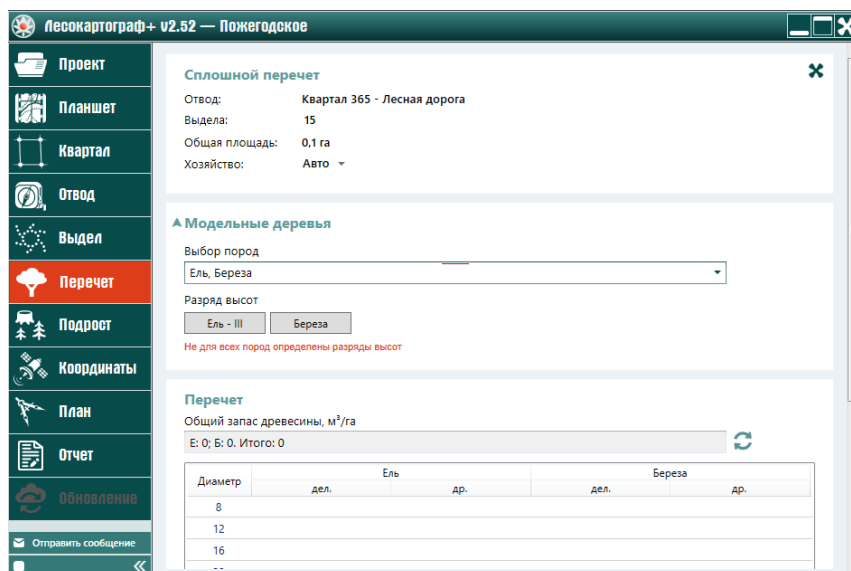 Лесокартограф+ v2.52 — Пожегодское
Проект
Планшет
Квартал
Отвод
Выдел
Перечет
Подрост
Координаты
План
Отчет
Обновление
Отправить сообщение
Сплошной перечет
Отвод: Квартал 365 - Лесная дорога
Выдела: 15
Общая площадь: 0,1 га
Хозяйство: Авто
Модельные деревья
Выбор пород
Ель, Береза
Разряд высот
Ель - III Береза
Не для всех пород определены разряды высот
Перечет
Общий запас древесины, м³/га
Е: 0; Б: 0. Итого: 0
Диаметр Ель Береза
дел. др. дел. др.
8
12
16